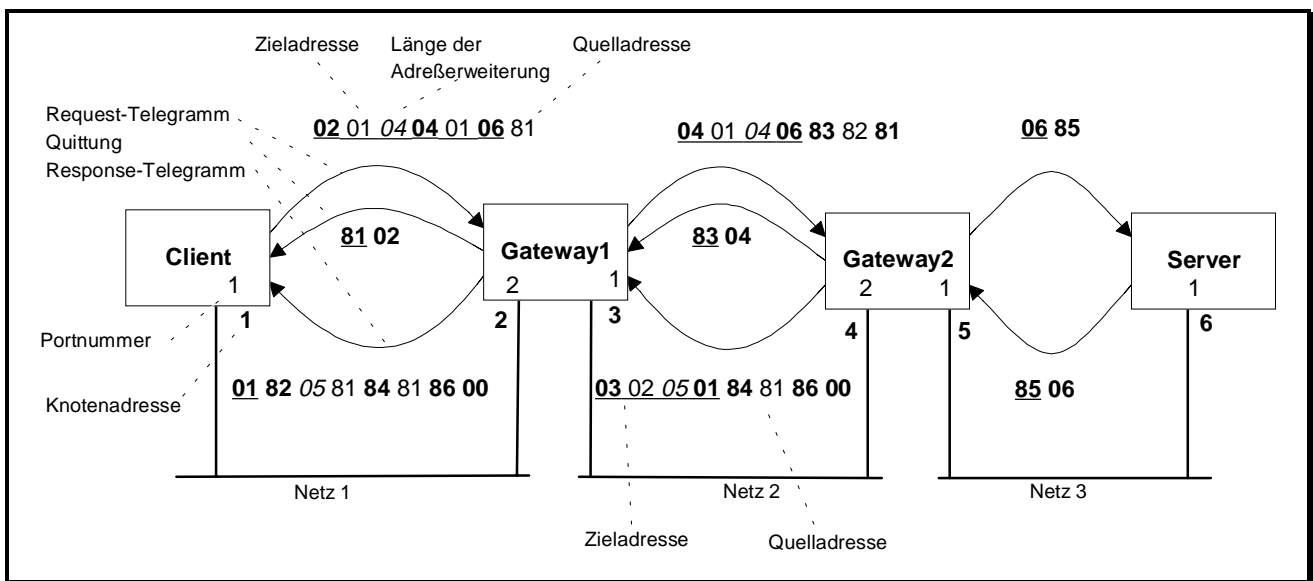 Zieladresse
Länge der
Adreßerweiterung
Quelladresse
Request-Telegramm
Quittung
Response-Telegramm
02 01 04 04 01 06 81
04 01 04 06 83 82 81
06 85
81 02
83 04
Client
1
Gateway1
2 1
Gateway2
2 1
Server
1
1
2
3
4
5
6
Portnummer
Knotenadresse
01 82 05 81 84 81 86 00
03 02 05 01 84 81 86 00
85 06
Netz 1
Netz 2
Netz 3
Zieladresse
Quelladresse